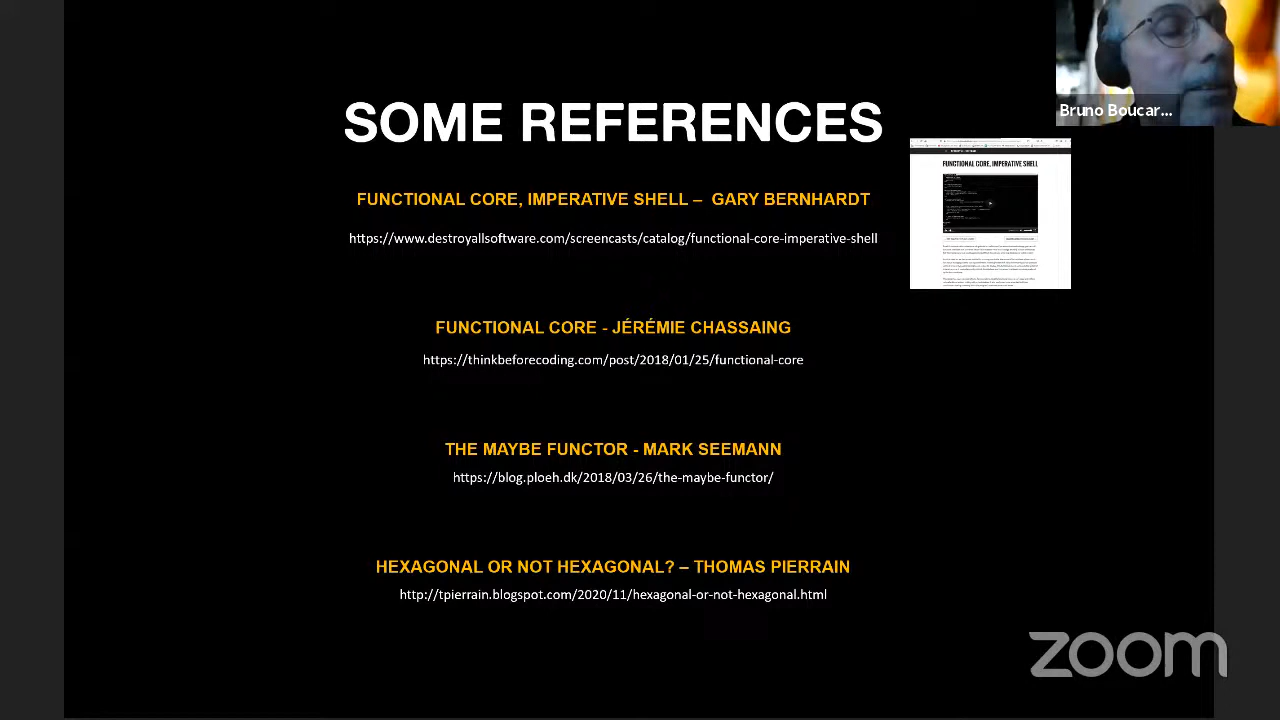 SOME REFERENCES
Bruno Boucar...
FUNCTIONAL CORE, IMPERATIVE SHELL
FUNCTIONAL CORE, IMPERATIVE SHELL – GARY BERNHARDT
https://www.destroyallsoftware.com/screencasts/catalog/functional-core-imperative-shell
FUNCTIONAL CORE - JÉRÉMIE CHASSAING
https://thinkbeforecoding.com/post/2018/01/25/functional-core
THE MAYBE FUNCTOR - MARK SEEMANN
https://blog.ploeh.dk/2018/03/26/the-maybe-functor/
HEXAGONAL OR NOT HEXAGONAL? – THOMAS PIERRAIN
http://tpierrain.blogspot.com/2020/11/hexagonal-or-not-hexagonal.html
zoom